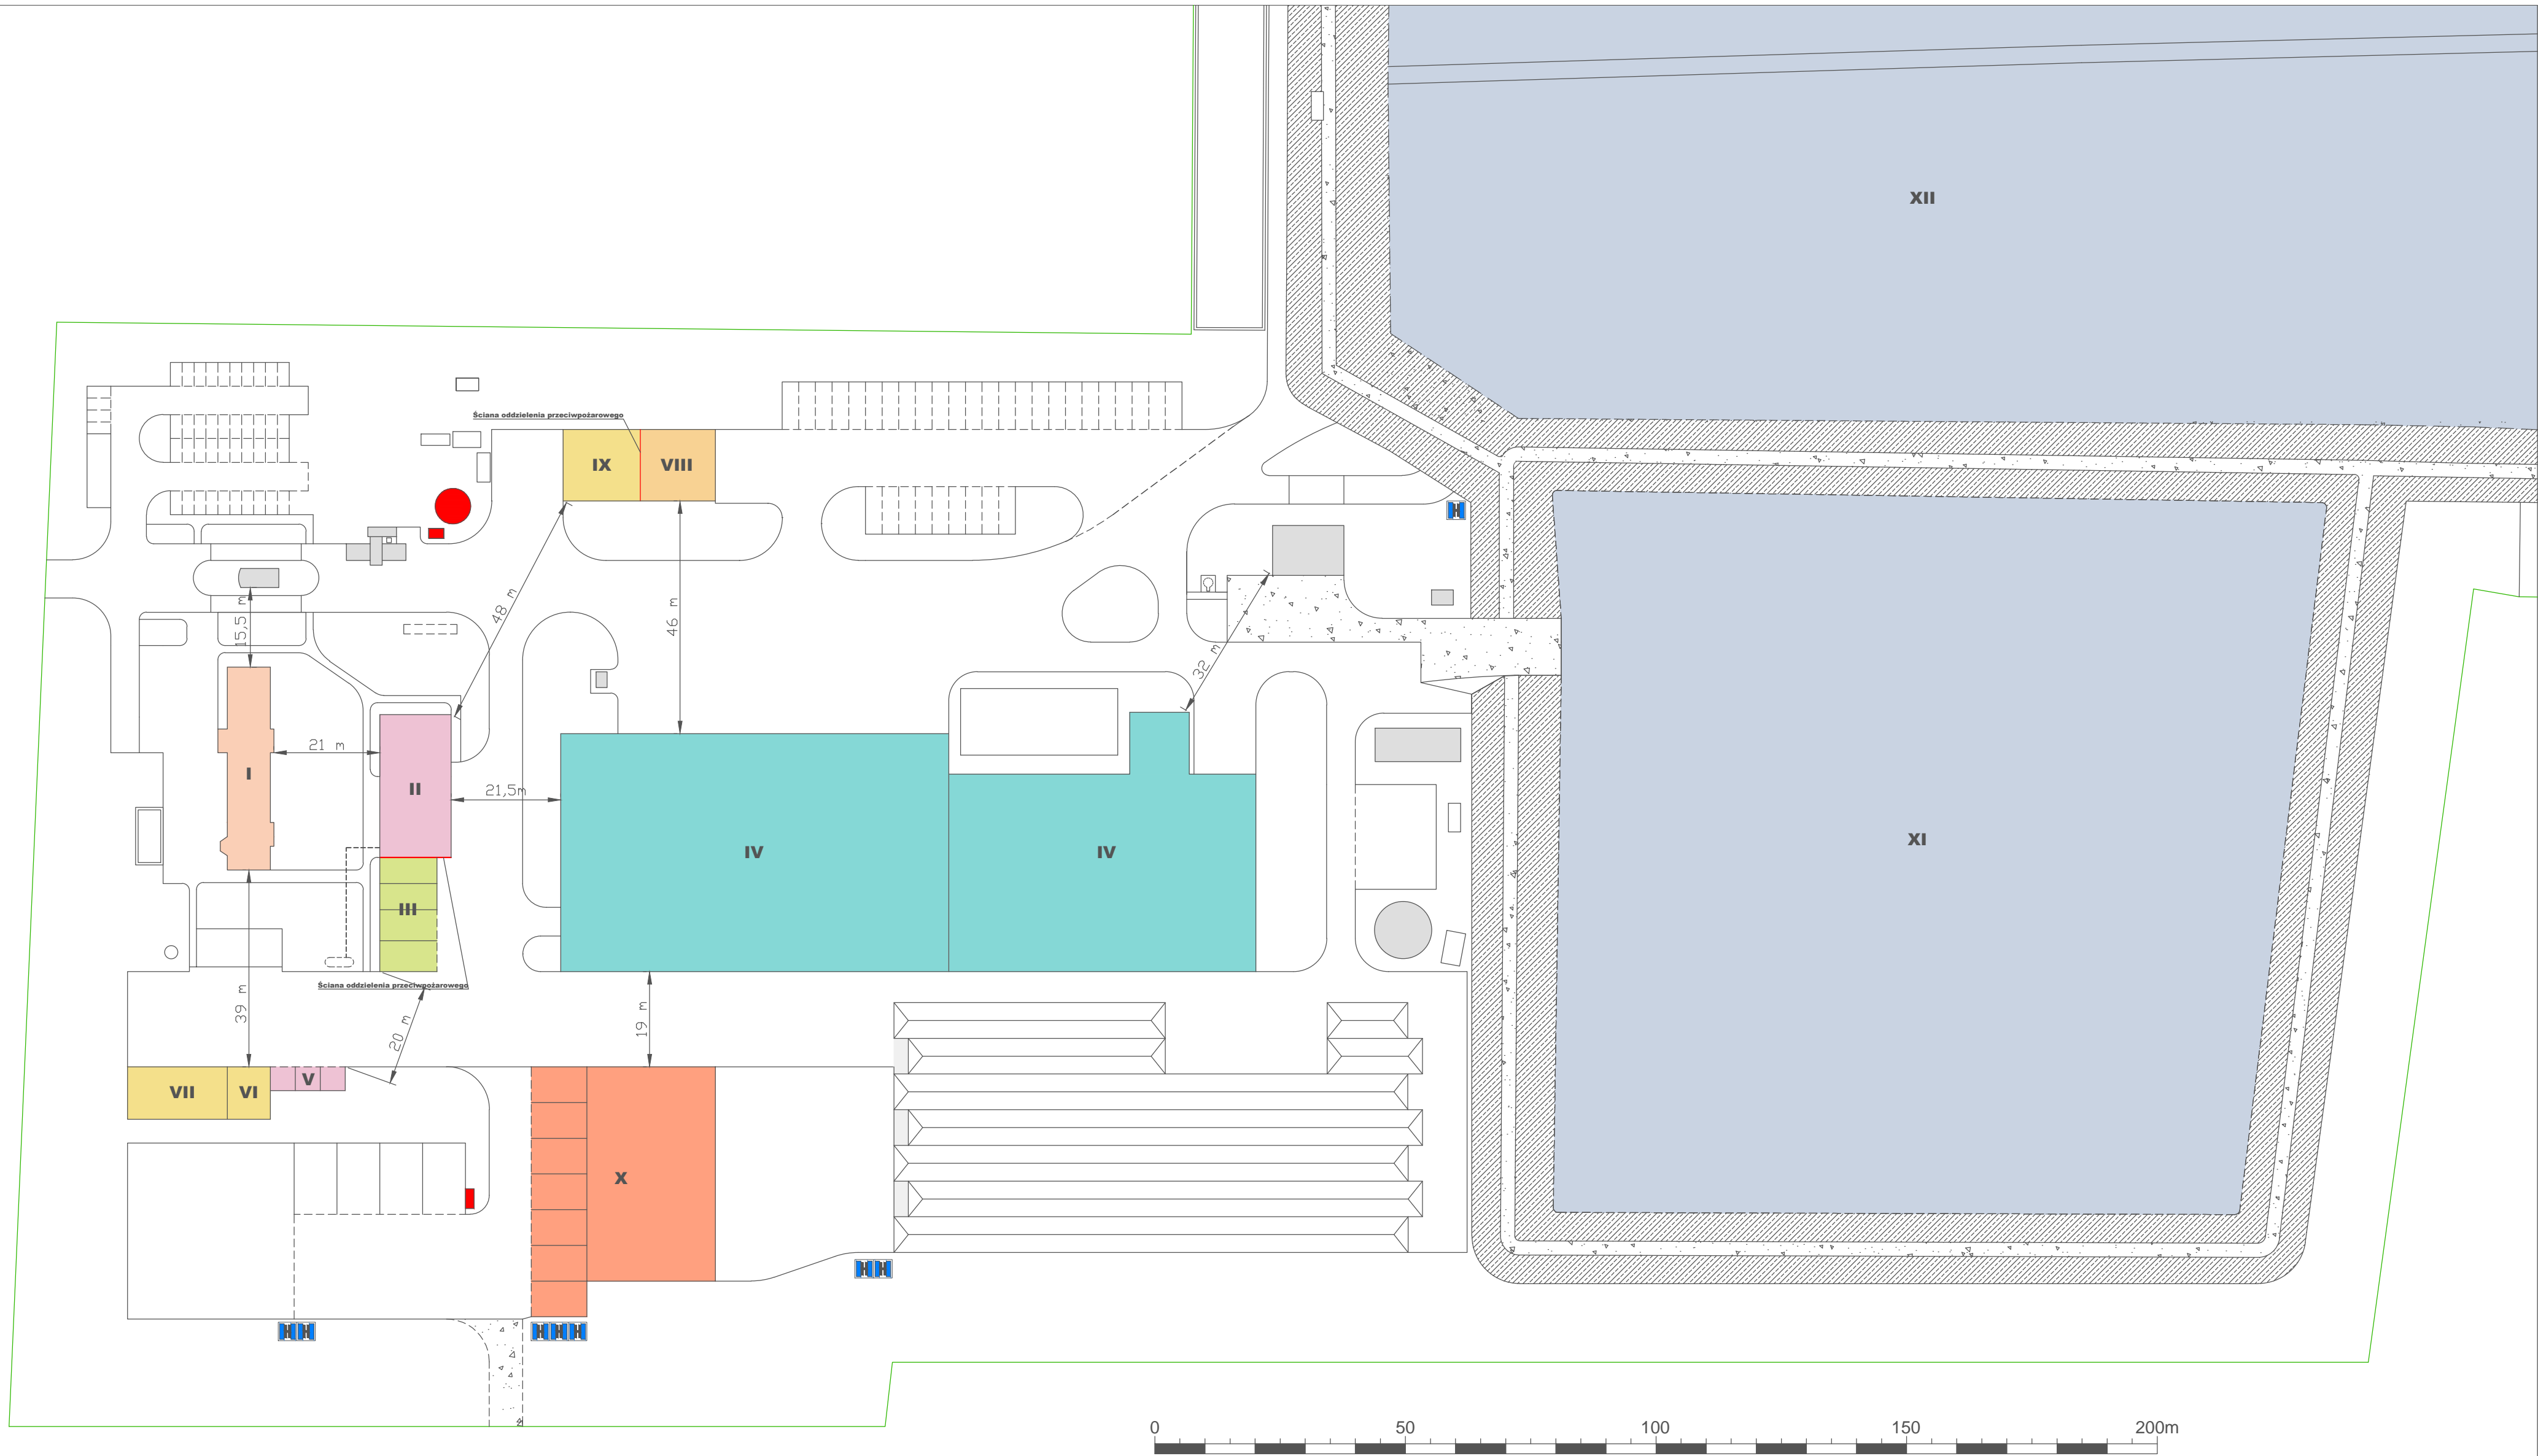 XII
Ściana oddzielenia przeciwpożarowego
IX
VIII
48 m
46 m
15,5 m
32 m
21 m
I
II
21,5m
IV
IV
XI
III
Ściana oddzielenia przeciwpożarowego
39 m
20 m
19 m
VII
VI
V
X
H H
H
H H
H H H
0 50 100 150 200m